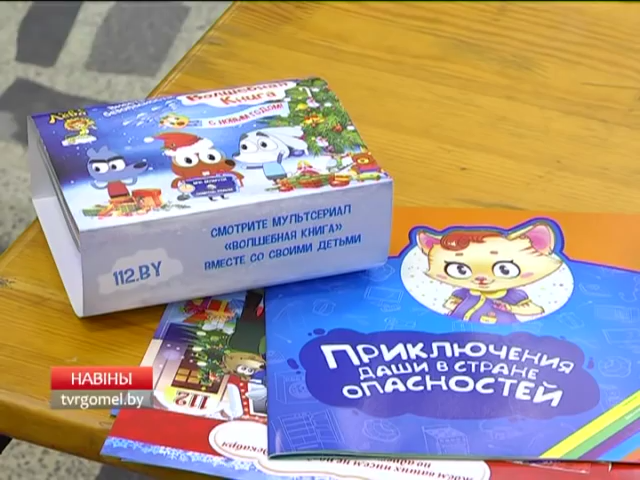 Волшебная
Книга
С НОВЫМ ГОДОМ!
СМОТРИТЕ МУЛЬТСЕРИАЛ
«ВОЛШЕБНАЯ КНИГА»
ВМЕСТЕ СО СВОИМИ ДЕТЬМИ
112.BY
ПРИКЛЮЧЕНИЯ
ДАШИ В СТРАНЕ
ОПАСНОСТЕЙ
112
НАВІНЫ
tvrgomel.by